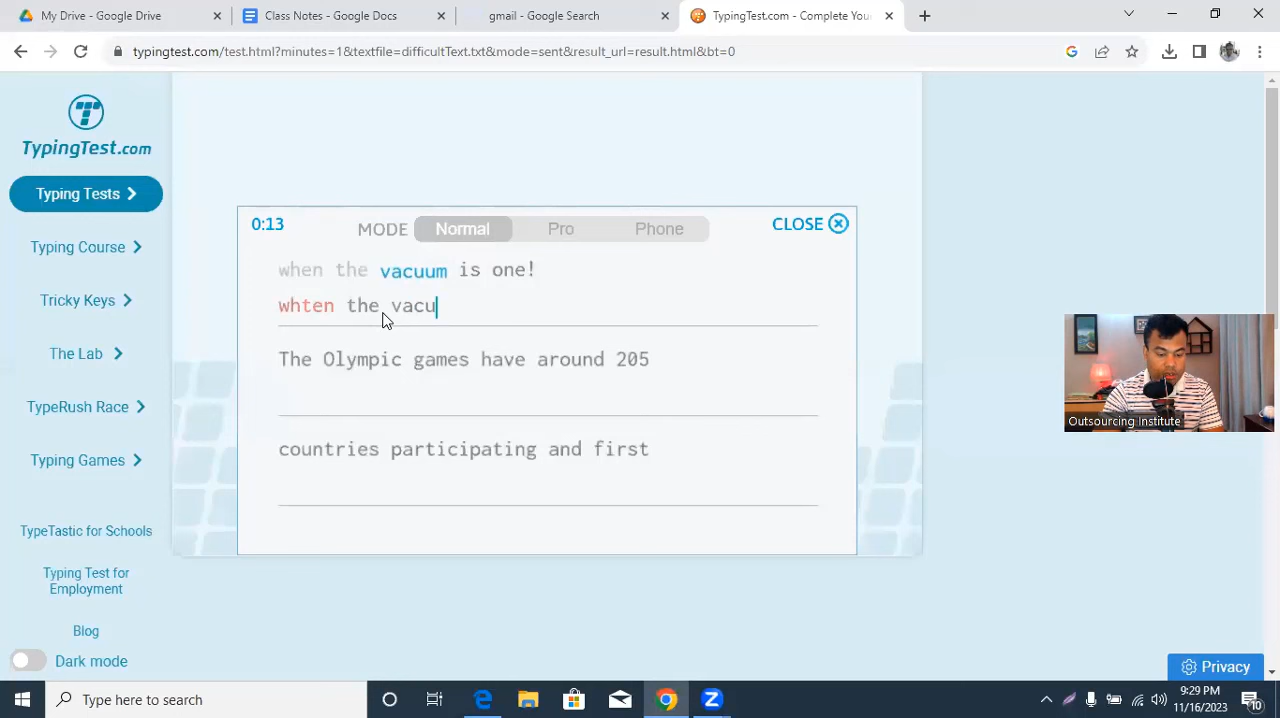 My Drive - Google Drive
Class Notes - Google Docs
gmail - Google Search
TypingTest.com - Complete Your
typingtest.com/test.html?minutes=1&textfile=difficultText.txt&mode=sent&result_url=result.html&bt=0
TypingTest.com
Typing Tests
Typing Course
Tricky Keys
The Lab
TypeRush Race
Typing Games
TypeTastic for Schools
Typing Test for
Employment
Blog
Dark mode
0:13
MODE Normal Pro Phone
CLOSE
when the vacuum is one!
whten the vacu
The Olympic games have around 205
countries participating and first
Outsourcing Institute
Privacy
Type here to search
9:29 PM
11/16/2023
10